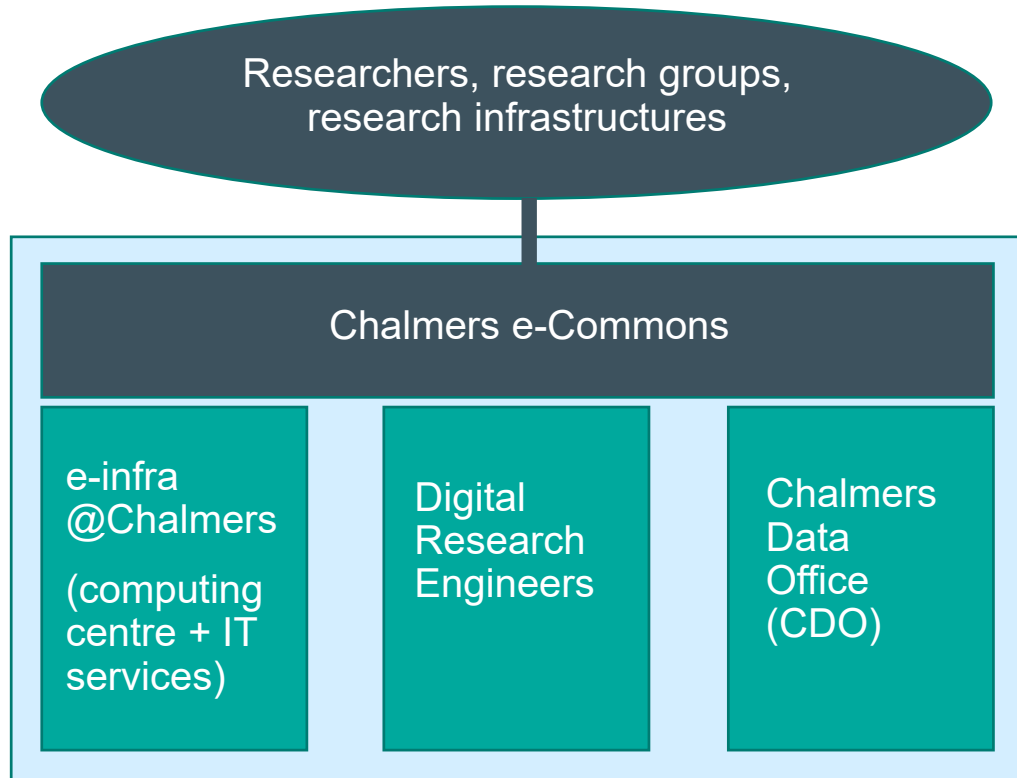 Researchers, research groups,
research infrastructures
Chalmers e-Commons
e-infra
@Chalmers
(computing
centre + IT
services)
Digital
Research
Engineers
Chalmers
Data
Office
(CDO)